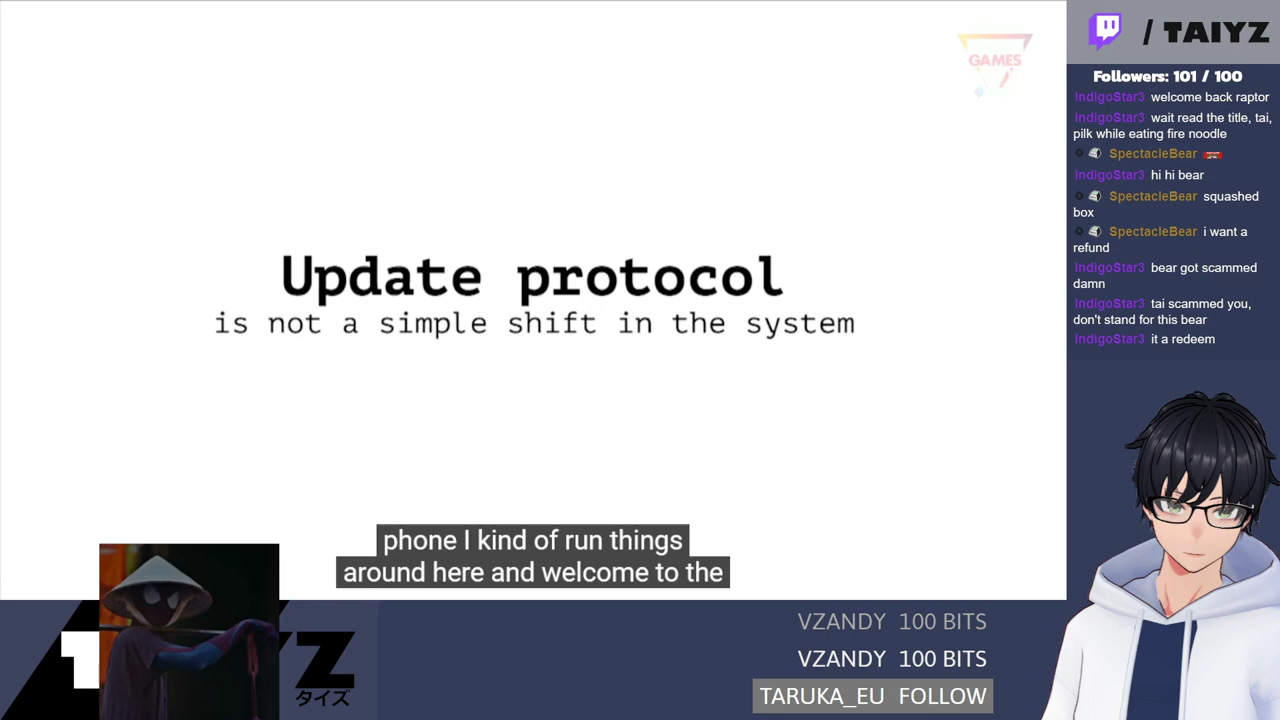 GAMES
Update protocol
is not a simple shift in the system
phone I kind of run things
around here and welcome to the
/ TAIYZ
Followers: 101 / 100
IndigoStar3 welcome back raptor
IndigoStar3 wait read the title, tai,
pilk while eating fire noodle
SpectacleBear
IndigoStar3 hi hi bear
SpectacleBear squashed
box
SpectacleBear i want a
refund
IndigoStar3 bear got scammed
damn
IndigoStar3 tai scammed you,
don't stand for this bear
IndigoStar3 it a redeem
タイズ
VZANDY 100 BITS
VZANDY 100 BITS
TARUKA_EU FOLLOW